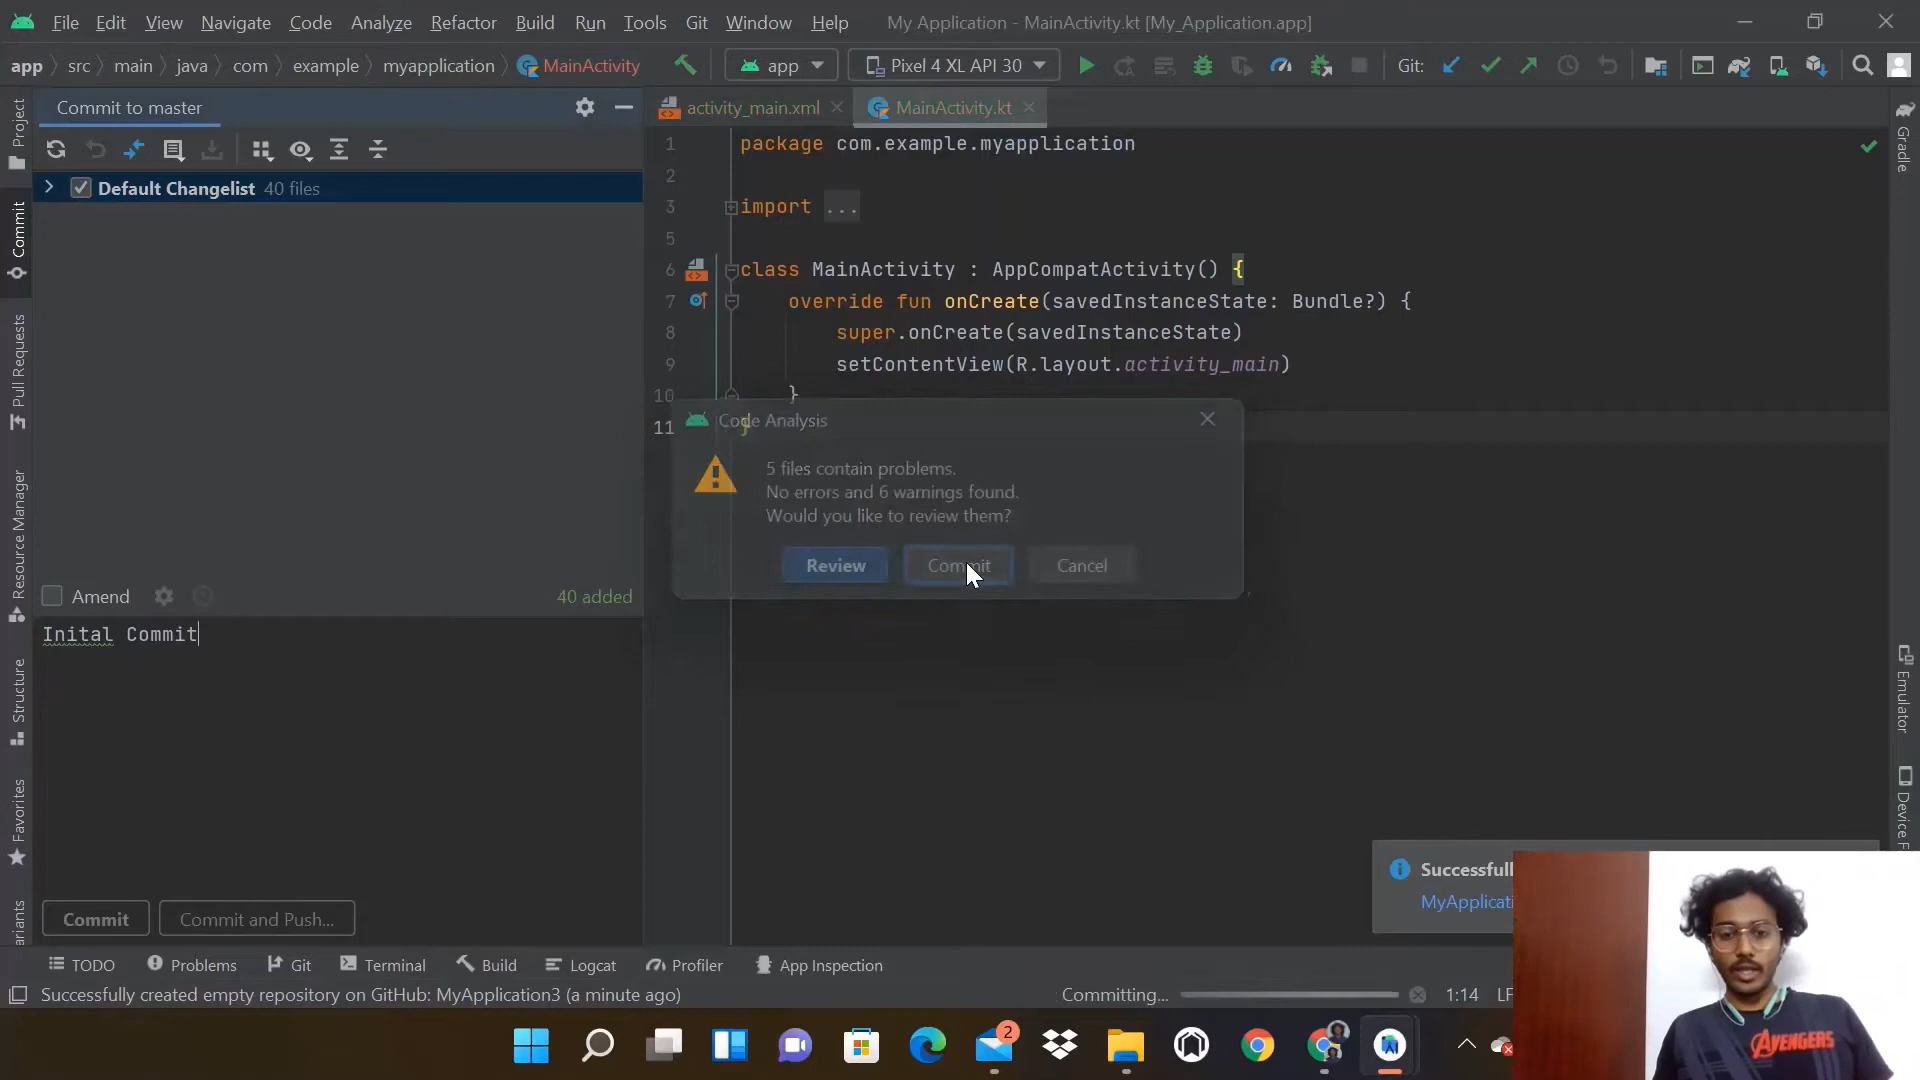 File Edit View Navigate Code Analyze Refactor Build Run Tools Git Window Help My Application - MainActivity.kt [My_Application.app]
app src main java com example myapplication MainActivity app Pixel 4 XL API 30 Git:
Commit to master
activity_main.xml MainActivity.kt
Default Changelist 40 files
1 package com.example.myapplication
2
3 import ...
5
6 class MainActivity : AppCompatActivity() {
7 override fun onCreate(savedInstanceState: Bundle?) {
8 super.onCreate(savedInstanceState)
9 setContentView(R.layout.activity_main)
10 }
11 }
Code Analysis
5 files contain problems.
No errors and 6 warnings found.
Would you like to review them?
Review Commit Cancel
Amend 40 added
Inital Commit
Commit Commit and Push...
Project
Commit
Pull Requests
Resource Manager
Structure
Favorites
ariants
Gradle
Emulator
Device F
Successfull
MyApplicati
TODO Problems Git Terminal Build Logcat Profiler App Inspection
Successfully created empty repository on GitHub: MyApplication3 (a minute ago) Committing... 1:14 LF
2
AVENGERS